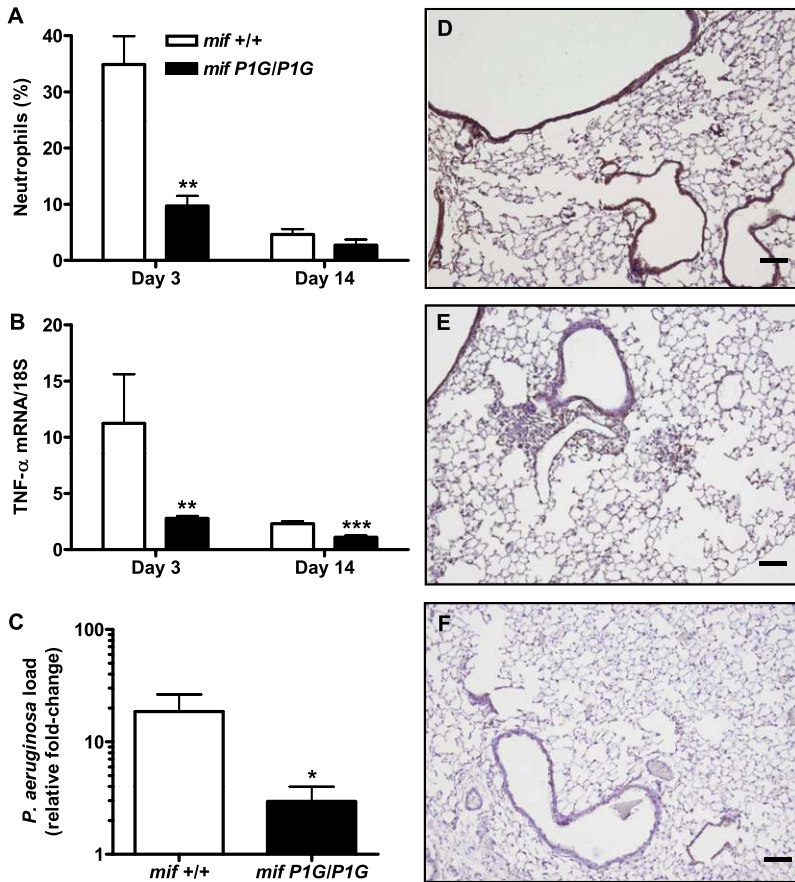 A
Neutrophils (%)
40
30
20
10
0
mif +/+
mif P1G/P1G
**
Day 3
Day 14
B
TNF-α mRNA/18S
20
15
10
5
0
**
***
Day 3
Day 14
C
P. aeruginosa load
(relative fold-change)
100
10
1
*
mif +/+
mif P1G/P1G
D
E
F